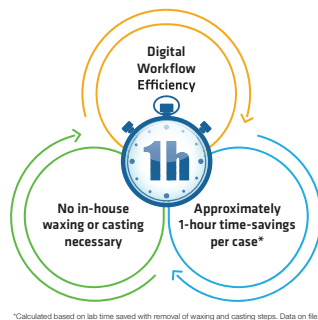 Digital
Workflow
Efficiency
1h
No in-house
waxing or casting
necessary
Approximately
1-hour time-savings
per case*
*Calculated based on lab time saved with removal of waxing and casting steps. Data on file